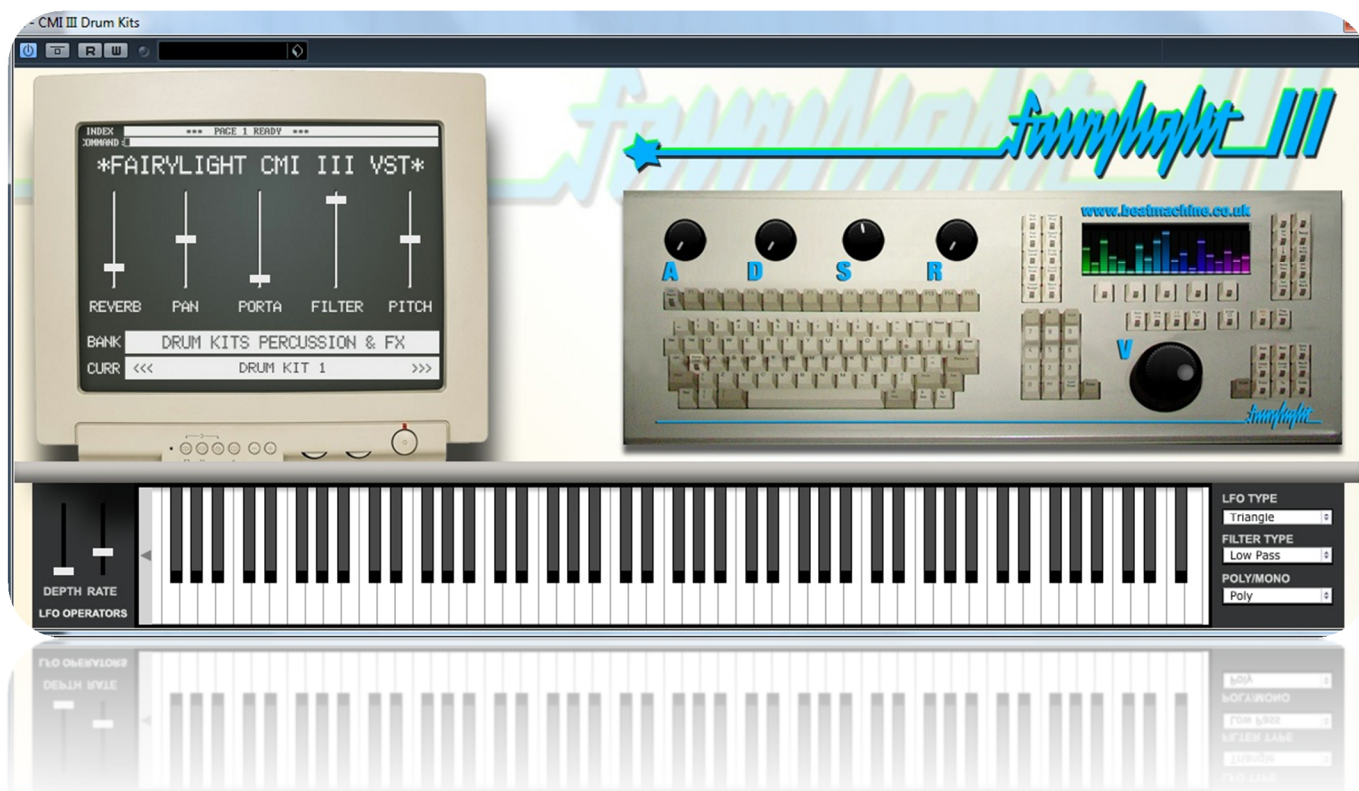 - CMI III Drum Kits
R W
fairylight III
INDEX *** PAGE 1 READY ***
COMMAND :
*FAIRYLIGHT CMI III VST*
REVERB PAN PORTA FILTER PITCH
BANK DRUM KITS PERCUSSION & FX
CURR <<< DRUM KIT 1 >>>
www.beatmachine.co.uk
A D S R
V
fairylight
DEPTH RATE
LFO OPERATORS
LFO TYPE
Triangle
FILTER TYPE
Low Pass
POLY/MONO
Poly